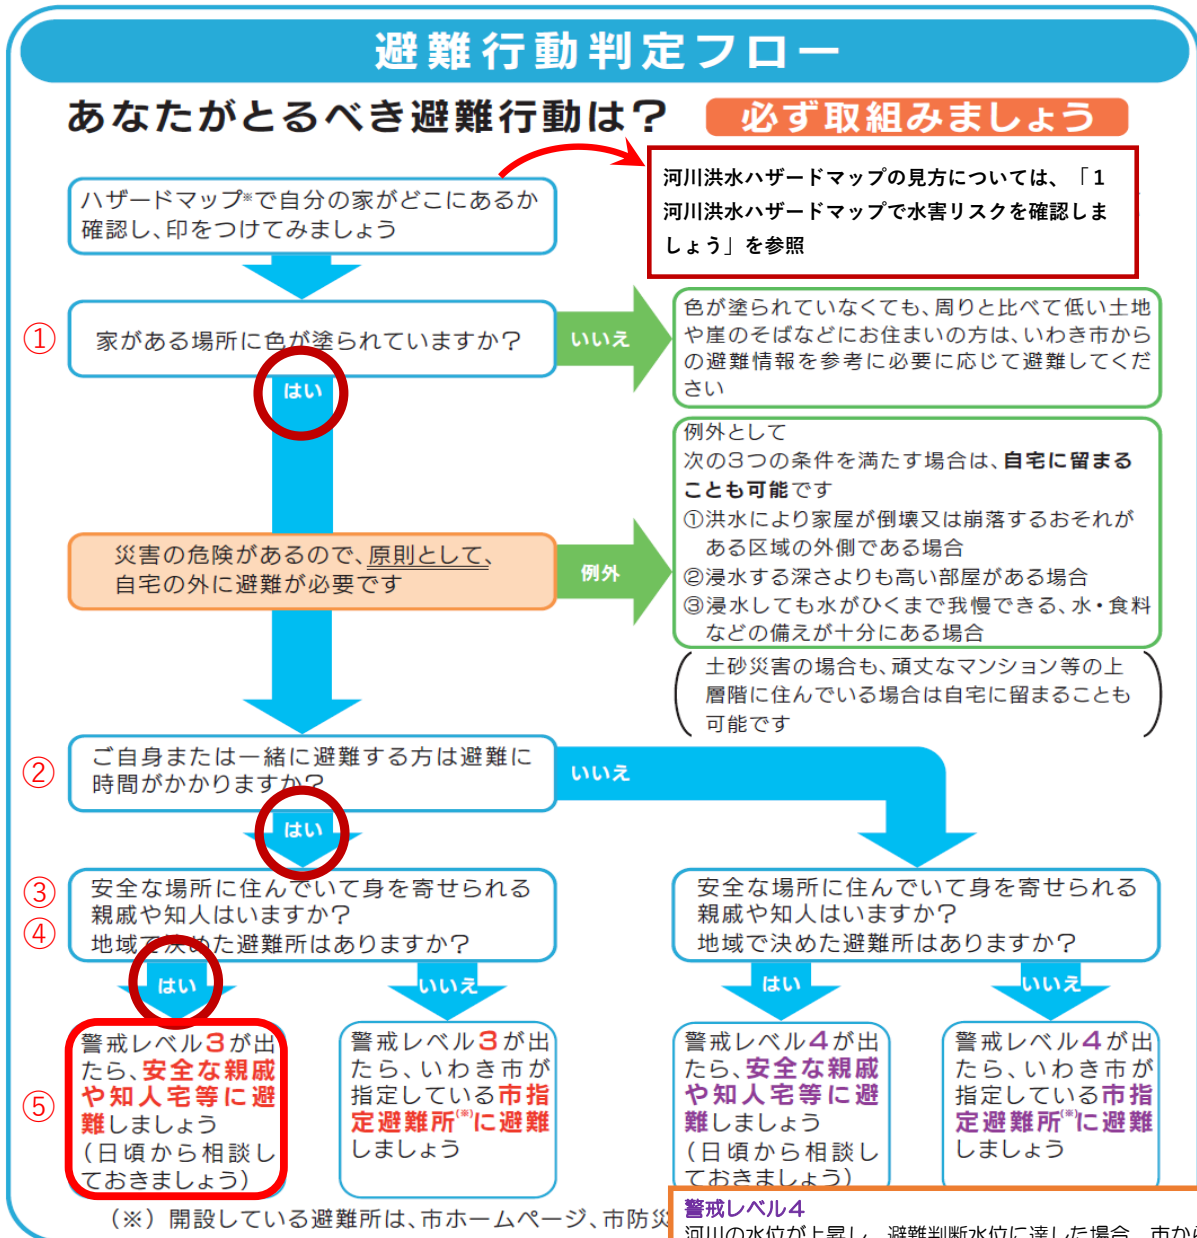 避難行動判定フロー
あなたがとるべき避難行動は？
必ず取組みましょう
ハザードマップ※で自分の家がどこにあるか
確認し、印をつけてみましょう
河川洪水ハザードマップの見方については、「１
河川洪水ハザードマップで水害リスクを確認しま
しょう」を参照
①
家がある場所に色が塗られていますか？
いいえ
色が塗られていなくても、周りと比べて低い土地
や崖のそばなどにお住まいの方は、いわき市から
の避難情報を参考に必要に応じて避難してくだ
さい
はい
災害の危険があるので、原則として、
自宅の外に避難が必要です
例外
例外として
次の3つの条件を満たす場合は、自宅に留まる
ことも可能です
①洪水により家屋が倒壊又は崩落するおそれが
ある区域の外側である場合
②浸水する深さよりも高い部屋がある場合
③浸水しても水がひくまで我慢できる、水・食料
などの備えが十分にある場合
土砂災害の場合も、頑丈なマンション等の上
層階に住んでいる場合は自宅に留まることも
可能です
②
ご自身または一緒に避難する方は避難に
時間がかかりますか？
いいえ
はい
③
④
安全な場所に住んでいて身を寄せられる
親戚や知人はいますか？
地域で決めた避難所はありますか？
安全な場所に住んでいて身を寄せられる
親戚や知人はいますか？
地域で決めた避難所はありますか？
はい
いいえ
はい
いいえ
⑤
警戒レベル3が出
たら、安全な親戚
や知人宅等に避
難しましょう
(日頃から相談し
ておきましょう)
警戒レベル3が出
たら、いわき市が
指定している市指
定避難所(※)に避難
しましょう
警戒レベル4が出
たら、安全な親戚
や知人宅等に避
難しましょう
(日頃から相談し
ておきましょう)
警戒レベル4が出
たら、いわき市が
指定している市指
定避難所(※)に避難
しましょう
(※) 開設している避難所は、市ホームページ、市防災
警戒レベル4
河川の水位が上昇し、避難判断水位に達した場合、市から